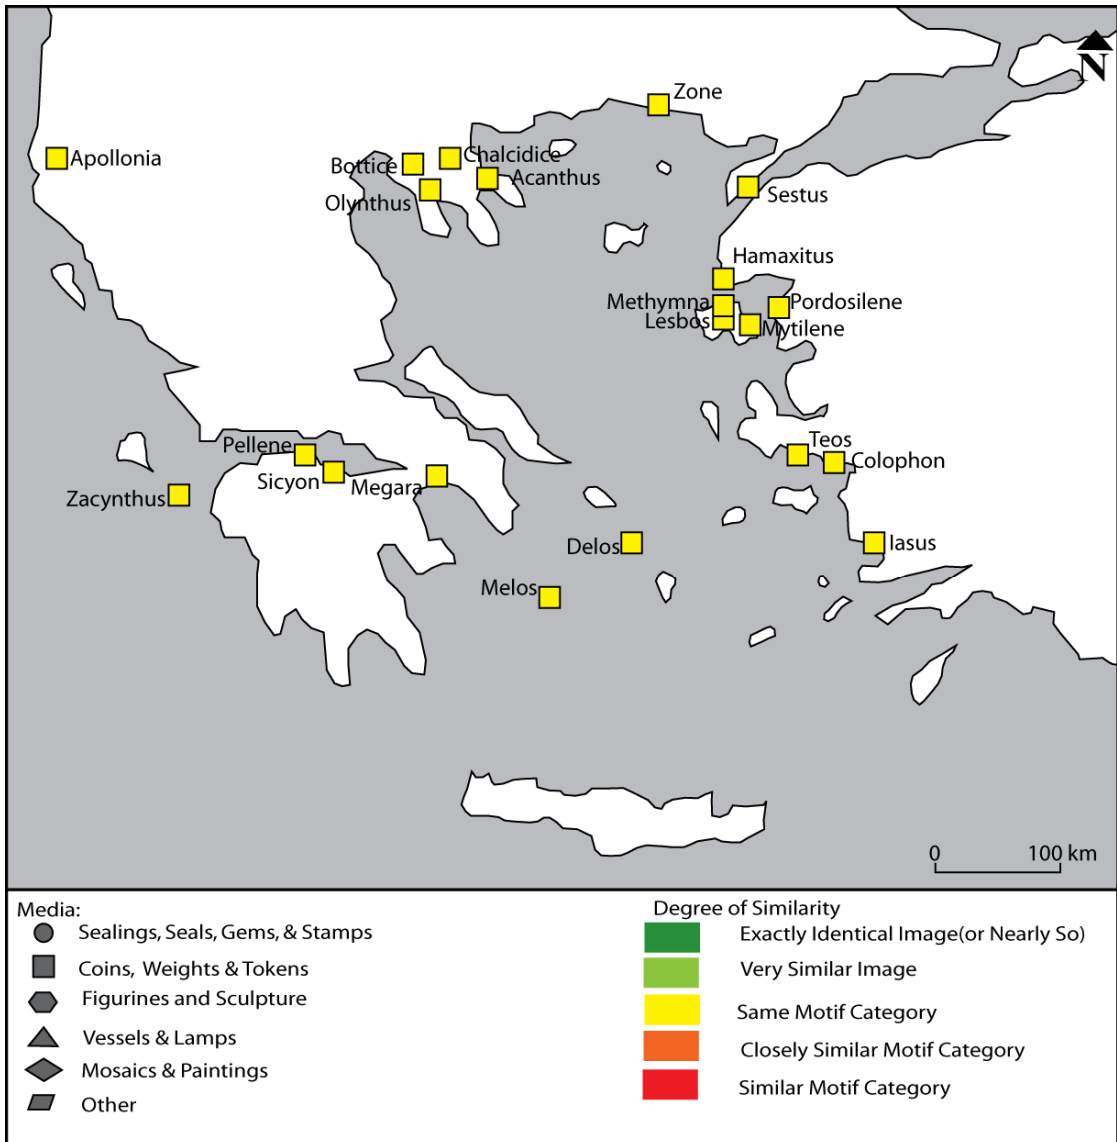 N
Zone
Apollonia
Bottice
Chalcidice
Acanthus
Olynthus
Sestus
Hamaxitus
Methymna
Pordosilene
Lesbos
Mytilene
Pellene
Teos
Colophon
Sicyon
Megara
Zacynthus
Delos
Iasus
Melos
0 100 km
Media:
Sealings, Seals, Gems, & Stamps
Coins, Weights & Tokens
Figurines and Sculpture
Vessels & Lamps
Mosaics & Paintings
Other
Degree of Similarity
Exactly Identical Image(or Nearly So)
Very Similar Image
Same Motif Category
Closely Similar Motif Category
Similar Motif Category